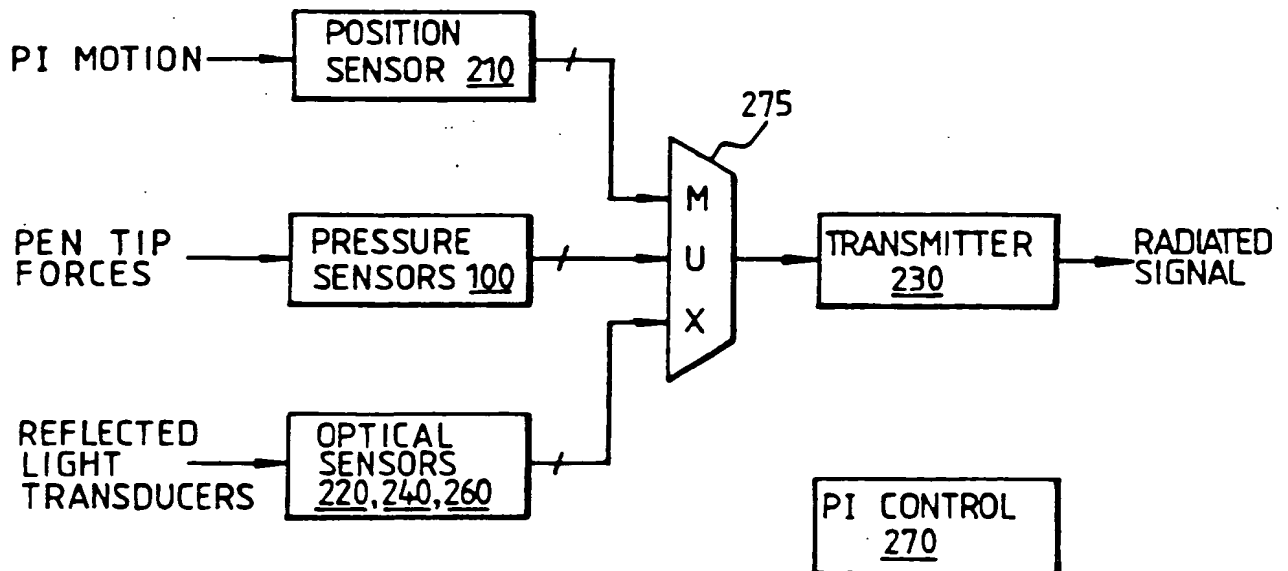 PI MOTION
POSITION
SENSOR 210
275
PEN TIP
FORCES
PRESSURE
SENSORS 100
M
U
X
TRANSMITTER
230
RADIATED
SIGNAL
REFLECTED
LIGHT
TRANSDUCERS
OPTICAL
SENSORS
220, 240, 260
PI CONTROL
270